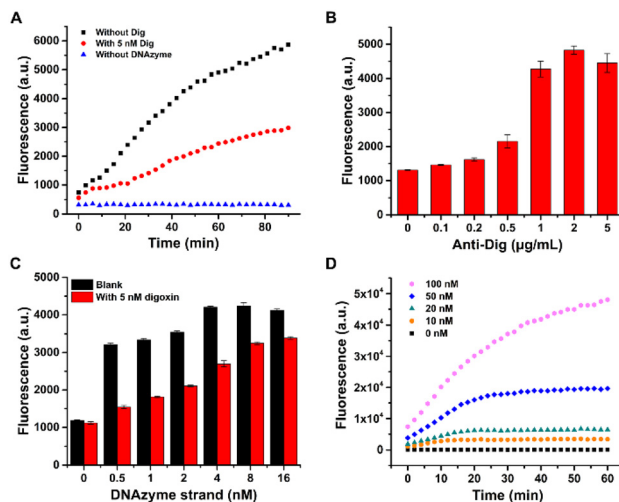 A
Without Dig
With 5 nM Dig
Without DNAzyme
Fluorescence (a.u.)
6000
5000
4000
3000
2000
1000
0
0 20 40 60 80
Time (min)
B
Fluorescence (a.u.)
5000
4000
3000
2000
1000
0
0 0.1 0.2 0.5 1 2 5
Anti-Dig (µg/mL)
C
Blank
With 5 nM digoxin
Fluorescence (a.u.)
5000
4000
3000
2000
1000
0
0 0.5 1 2 4 8 16
DNAzyme strand (nM)
D
100 nM
50 nM
20 nM
10 nM
0 nM
Fluorescence (a.u.)
5x10⁴
4x10⁴
3x10⁴
2x10⁴
1x10⁴
0
0 10 20 30 40 50 60
Time (min)